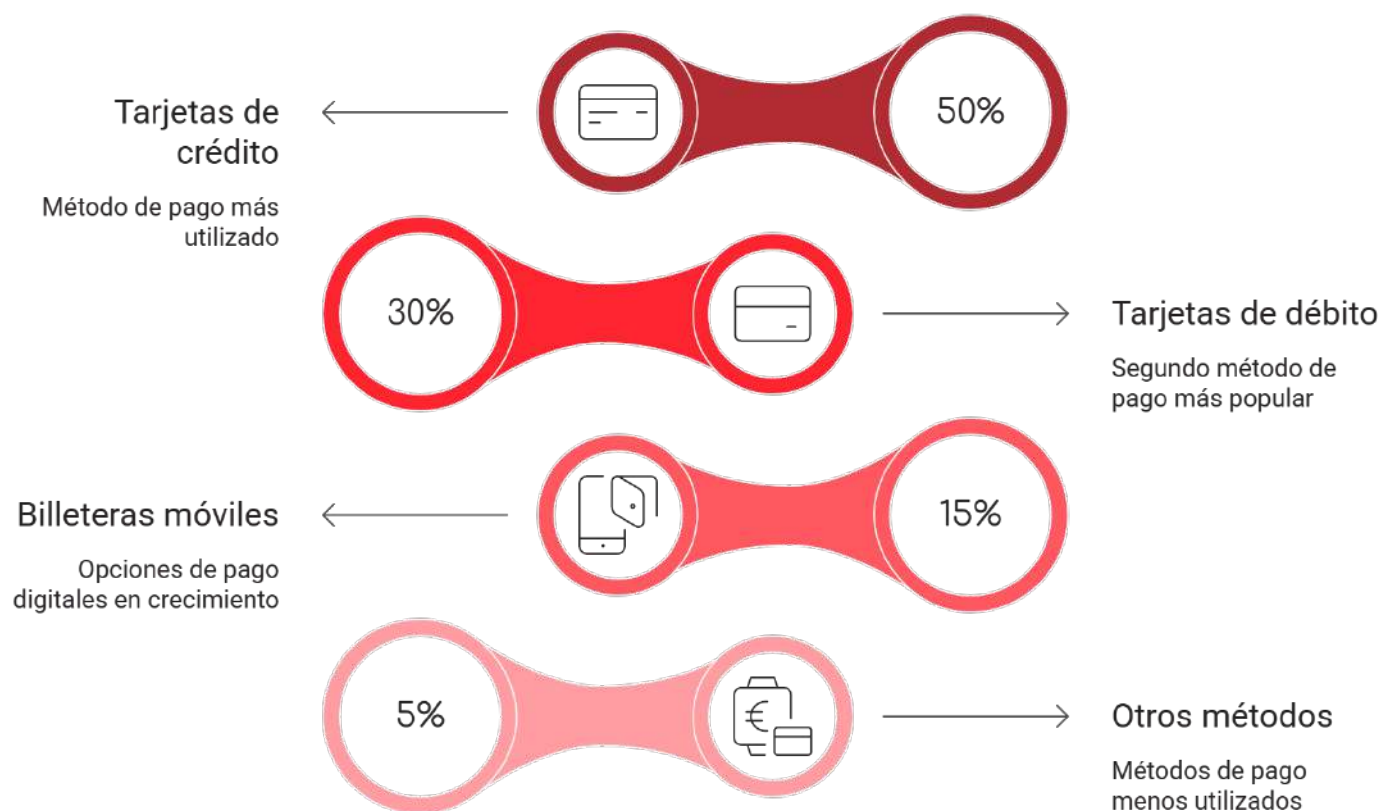 Tarjetas de
crédito
Método de pago más
utilizado
50%
30%
Tarjetas de débito
Segundo método de
pago más popular
Billeteras móviles
Opciones de pago
digitales en crecimiento
15%
5%
€
Otros métodos
Métodos de pago
menos utilizados